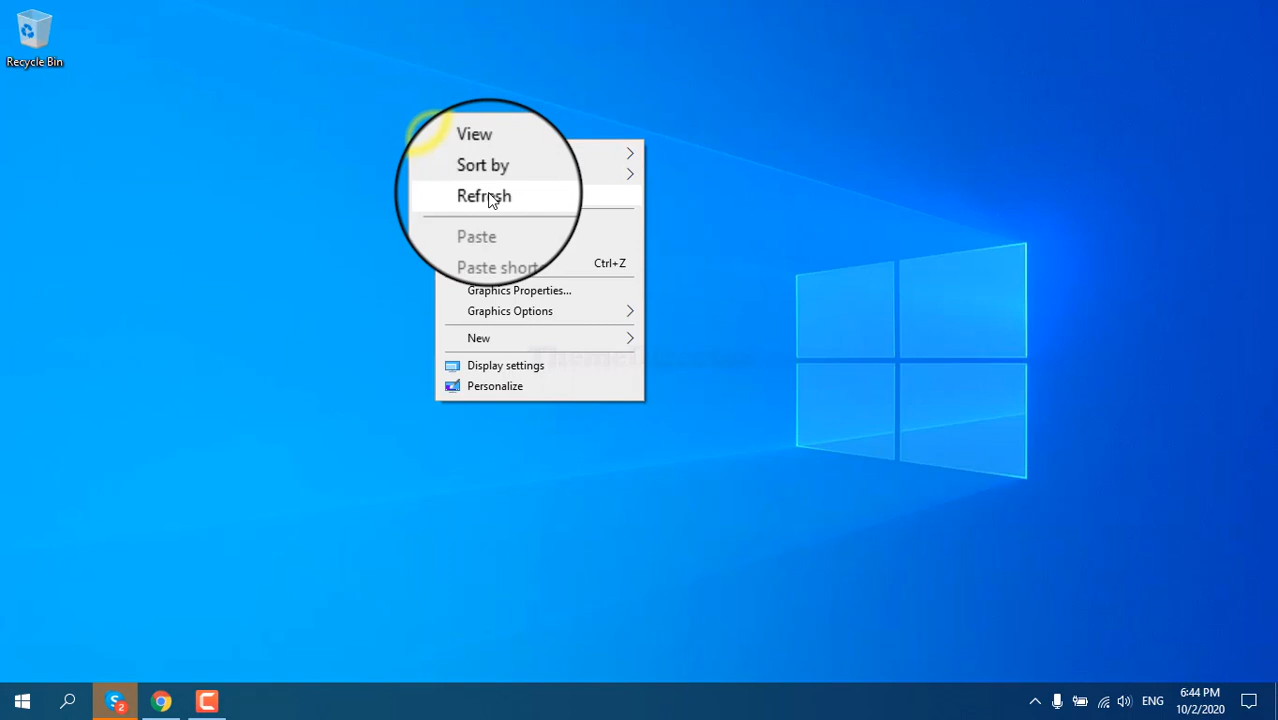 Recycle Bin
View
Sort by
Refresh
Paste
Paste short
Ctrl+Z
Graphics Properties...
Graphics Options
New
Display settings
Personalize
S
2
C
ENG
6:44 PM
10/2/2020